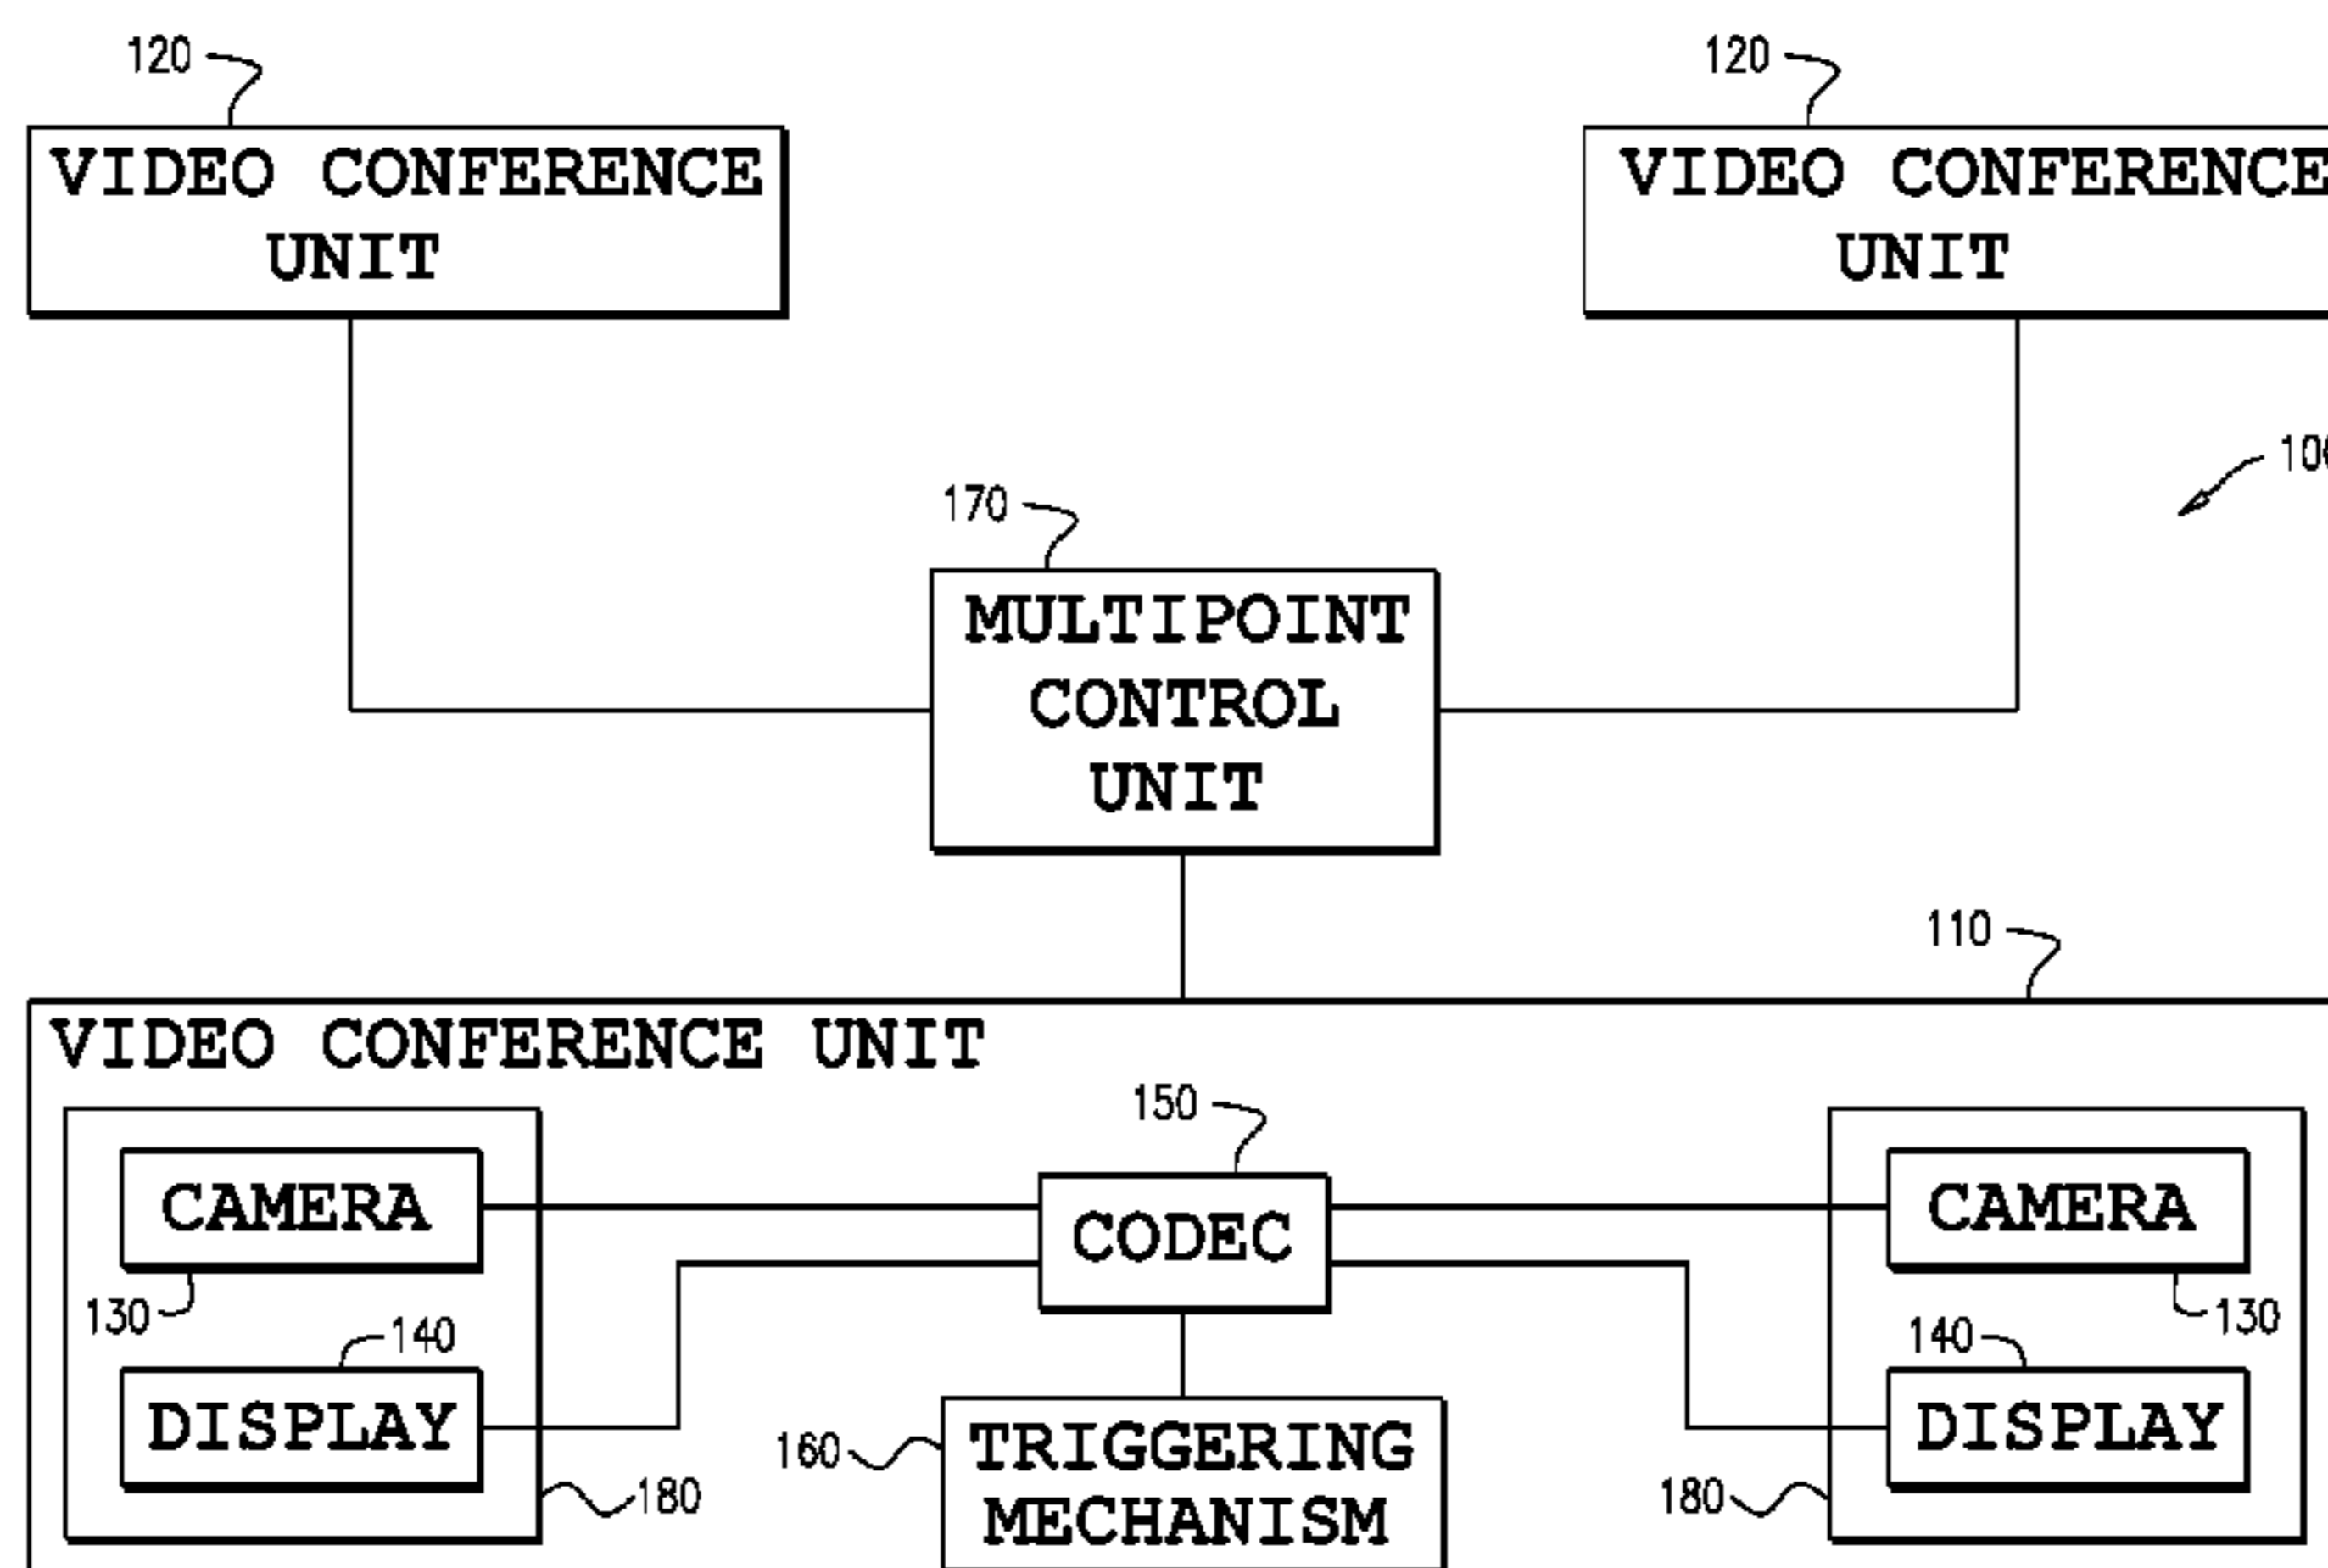 120
120
VIDEO CONFERENCE
UNIT
VIDEO CONFERENCE
UNIT
100
170
MULTIPOINT
CONTROL
UNIT
110
VIDEO CONFERENCE UNIT
150
CAMERA
CODEC
CAMERA
130
130
140
140
DISPLAY
DISPLAY
160
TRIGGERING
MECHANISM
180
180